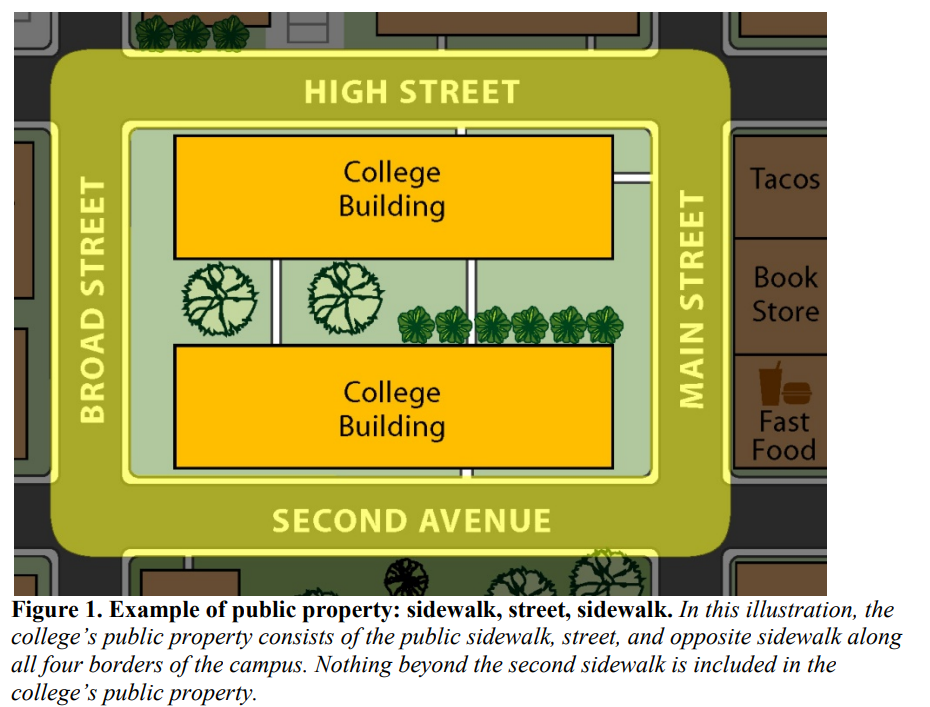 HIGH STREET
College
Building
Tacos
BROAD STREET
MAIN STREET
Book
Store
College
Building
Fast
Food
SECOND AVENUE
Figure 1. Example of public property: sidewalk, street, sidewalk. In this illustration, the
college’s public property consists of the public sidewalk, street, and opposite sidewalk along
all four borders of the campus. Nothing beyond the second sidewalk is included in the
college’s public property.